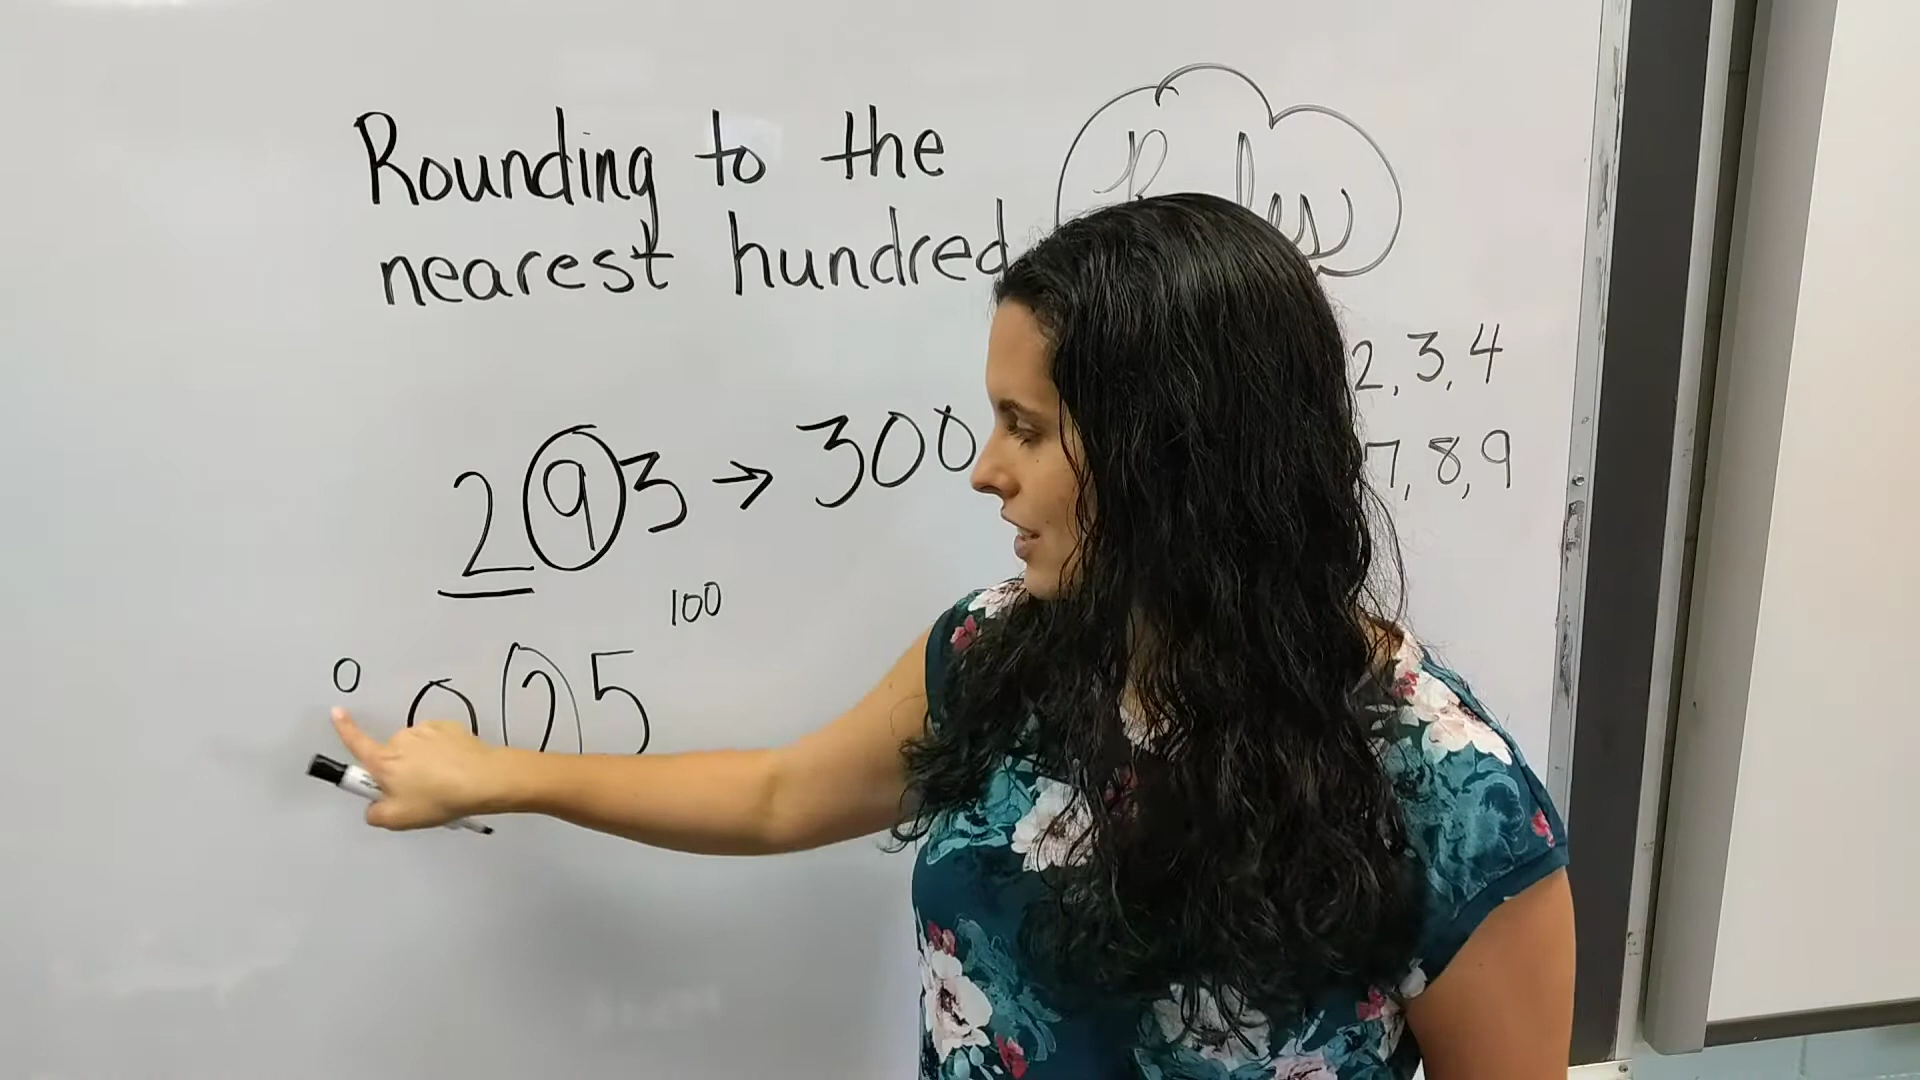 Rounding to the
nearest hundred
2, 3, 4
7, 8, 9
293 → 300
100
0
025